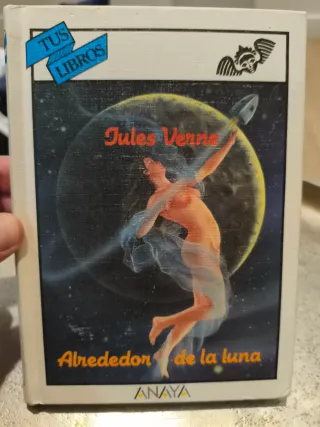 TUS
LIBROS
Jules Verne
Alrededor de la luna
ANAYA